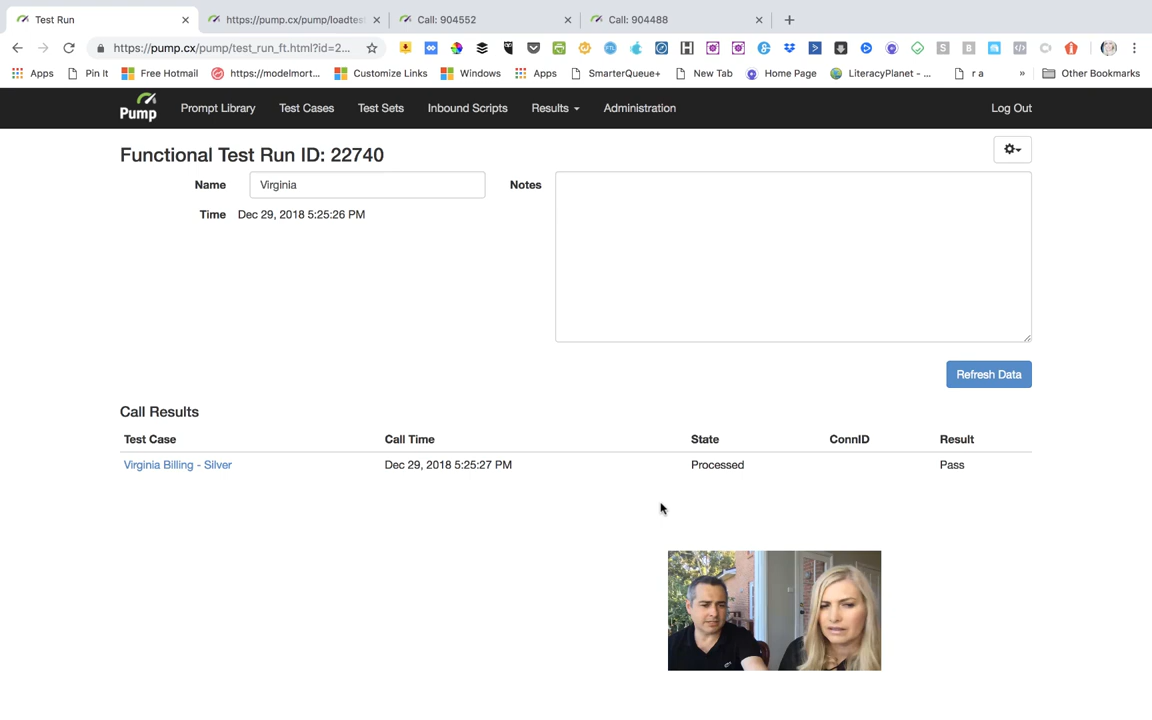 Test Run
https://pump.cx/pump/loadtes
Call: 904552
Call: 904488
https://pump.cx/pump/test_run_ft.html?id=2...
Apps
Pin It
Free Hotmail
https://modelmort...
Customize Links
Windows
Apps
SmarterQueue+
New Tab
Home Page
LiteracyPlanet - ...
r a
»
Other Bookmarks
Pump
Prompt Library
Test Cases
Test Sets
Inbound Scripts
Results
Administration
Log Out
Functional Test Run ID: 22740
Name
Virginia
Notes
Time
Dec 29, 2018 5:25:26 PM
Refresh Data
Call Results
Test Case
Call Time
State
ConnID
Result
Virginia Billing - Silver
Dec 29, 2018 5:25:27 PM
Processed
Pass